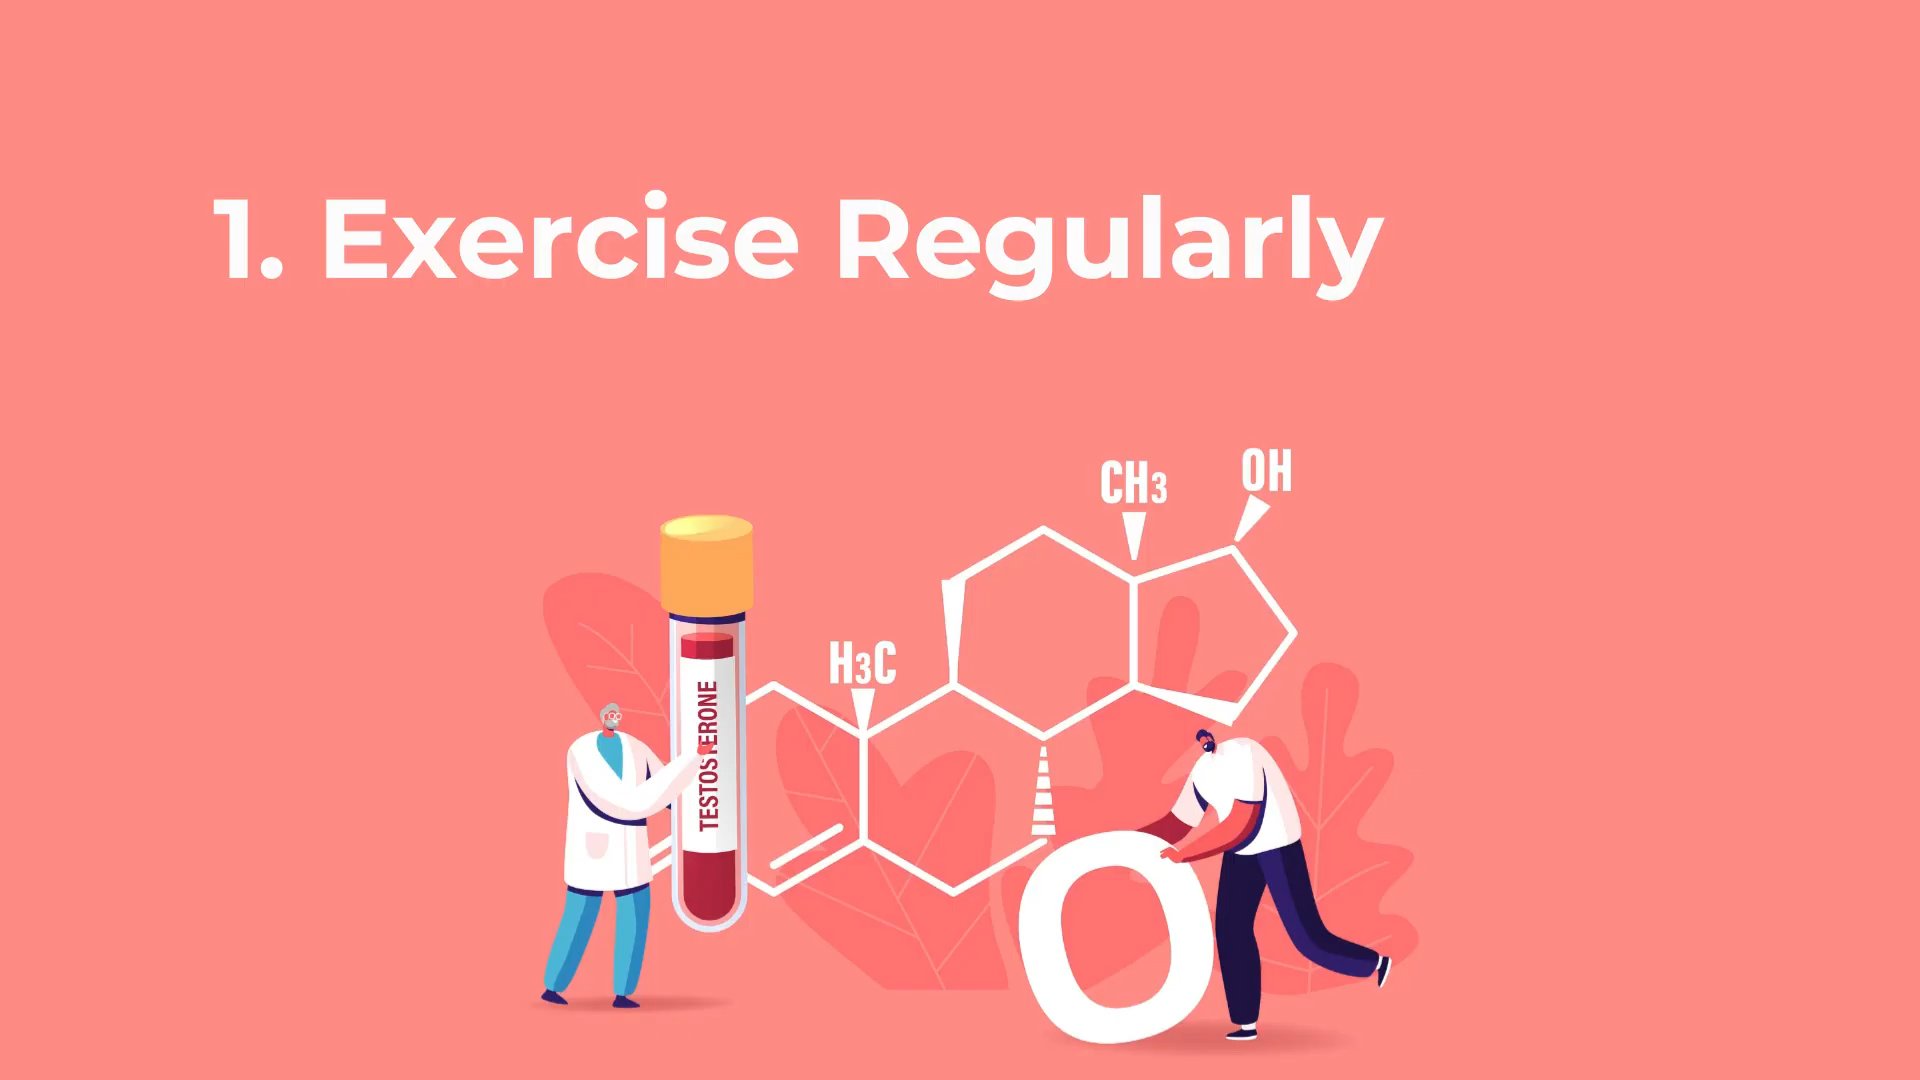 1. Exercise Regularly
CH3
OH
H3C
TESTOSTERONE
O